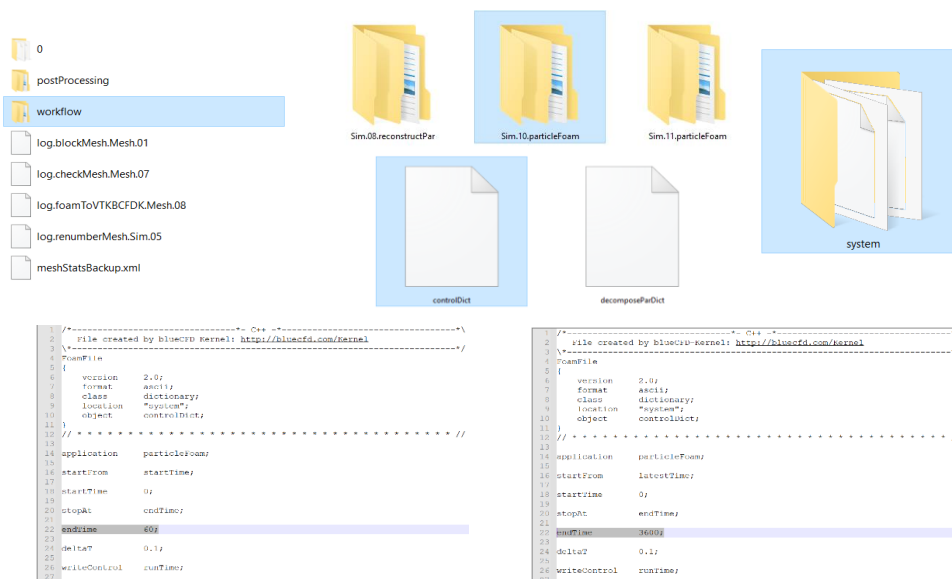 0
postProcessing
workflow
log.blockMesh.Mesh.01
log.checkMesh.Mesh.07
log.foamToVTKBCFDK.Mesh.08
log.renumberMesh.Sim.05
meshStatsBackup.xml
Sim.08.reconstructPar
Sim.10.particleFoam
Sim.11.particleFoam
controlDict
decomposeParDict
system
1 /*--------------------------------*- C++ -*----------------------------------*\
2 File created by blueCFD Kernel: http://bluecfd.com/Kernel
3 \*---------------------------------------------------------------------------*/
4 FoamFile
5 {
6 version 2.0;
7 format ascii;
8 class dictionary;
9 location "system";
10 object controlDict;
11 }
12 // * * * * * * * * * * * * * * * * * * * * * * * * * * * * * * * * * * * * * //
13
14 application particleFoam;
15
16 startFrom startTime;
17
18 startTime 0;
19
20 stopAt endTime;
21
22 endTime 60;
23
24 deltaT 0.1;
25
26 writeControl runTime;
27
1 /*--------------------------------*- C++ -*----------------------------------
2 File created by blueCFD-Kernel: http://bluecfd.com/Kernel
3 \*---------------------------------------------------------------------------
4 FoamFile
5 {
6 version 2.0;
7 format ascii;
8 class dictionary;
9 location "system";
10 object controlDict;
11 }
12 // * * * * * * * * * * * * * * * * * * * * * * * * * * * * * * * * * * *
13
14 application particleFoam;
15
16 startFrom latestTime;
17
18 startTime 0;
19
20 stopAt endTime;
21
22 endTime 3600;
23
24 deltaT 0.1;
25
26 writeControl runTime;